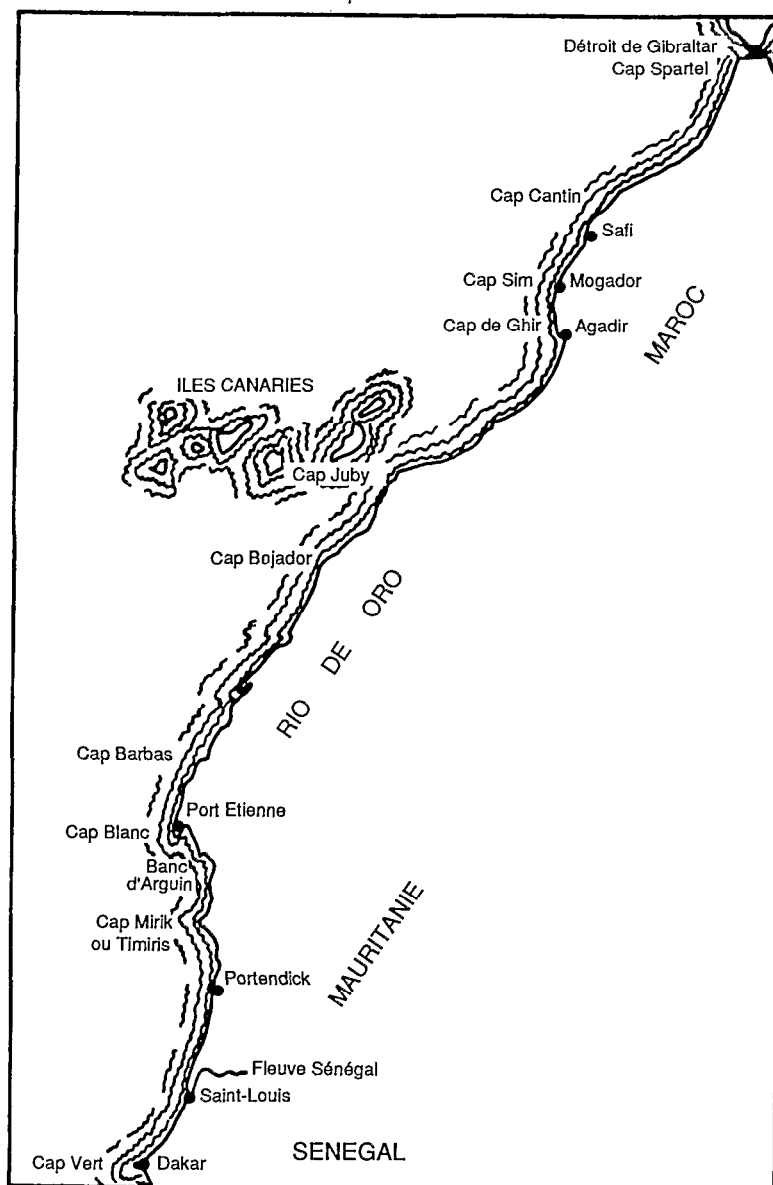 Détroit de Gibraltar
Cap Spartel
Cap Cantin
Safi
Cap Sim
Mogador
Cap de Ghir
Agadir
MAROC
ILES CANARIES
Cap Juby
Cap Bojador
RIO DE ORO
Cap Barbas
Port Etienne
Cap Blanc
Banc
d'Arguin
Cap Mirik
ou Timiris
MAURITANIE
Portendick
Fleuve Sénégal
Saint-Louis
SENEGAL
Cap Vert
Dakar